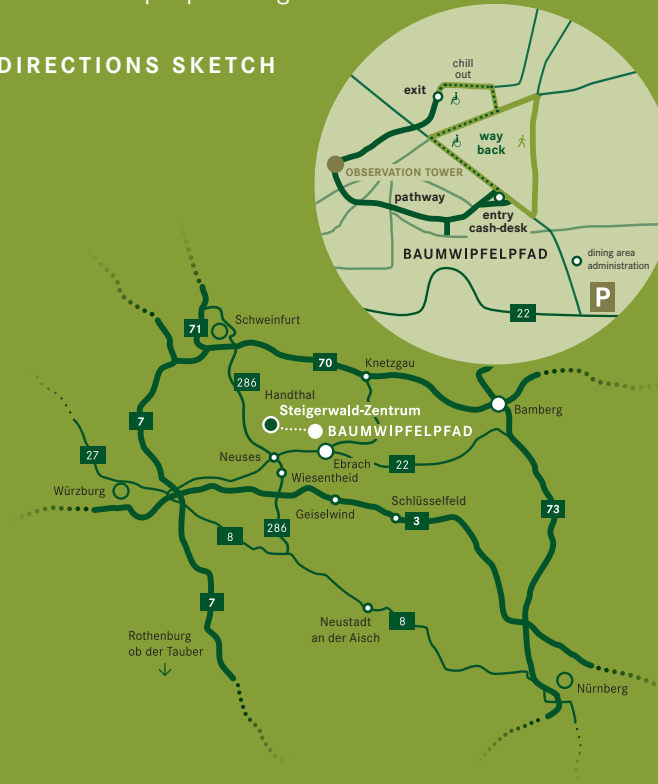 DIRECTIONS SKETCH
chill
out
exit
way
back
OBSERVATION TOWER
pathway
entry
cash-desk
BAUMWIPFELPFAD
dining area
administration
P
22
71
Schweinfurt
70
Knetzgau
286
Handthal
Steigerwald-Zentrum
BAUMWIPFELPFAD
Bamberg
7
27
Neuses
Ebrach
22
Wiesentheid
Würzburg
Schlüsselfeld
Geiselwind
3
73
286
8
7
Neustadt
an der Aisch
8
Rothenburg
ob der Tauber
Nürnberg